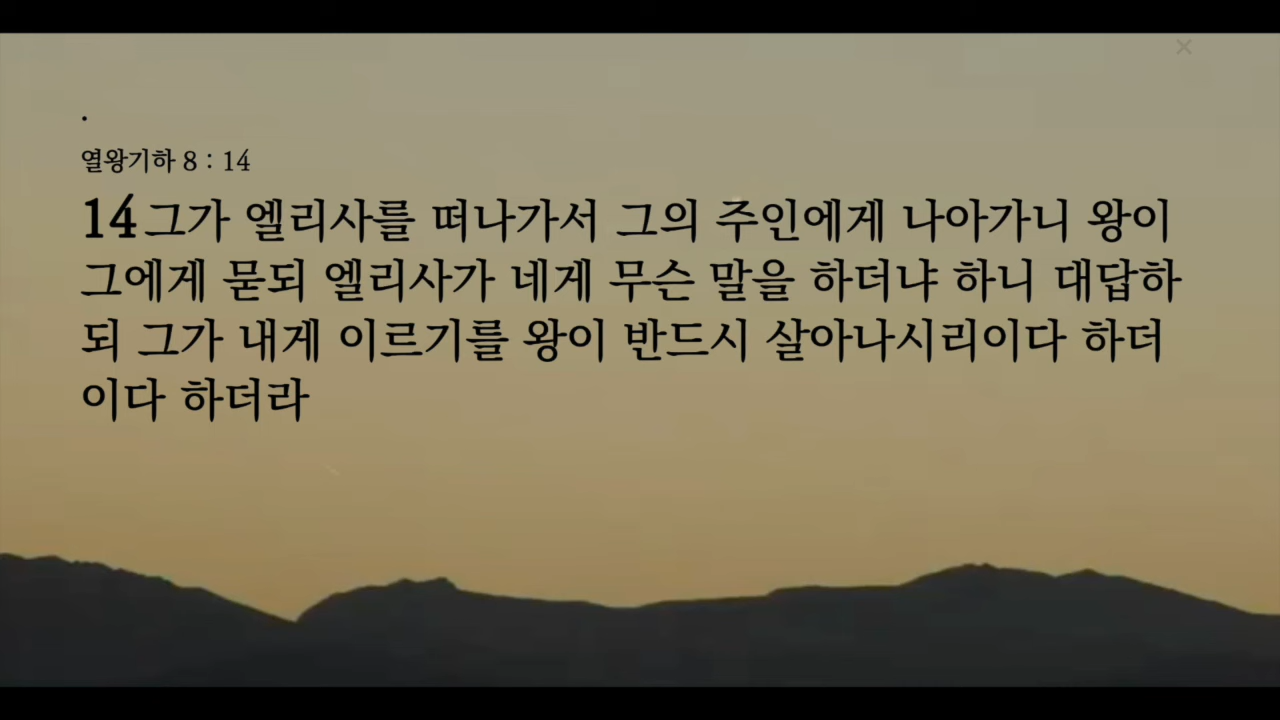 .
열왕기하 8 : 14
14그가 엘리사를 떠나가서 그의 주인에게 나아가니 왕이
그에게 묻되 엘리사가 네게 무슨 말을 하더냐 하니 대답하
되 그가 내게 이르기를 왕이 반드시 살아나시리이다 하더
이다 하더라